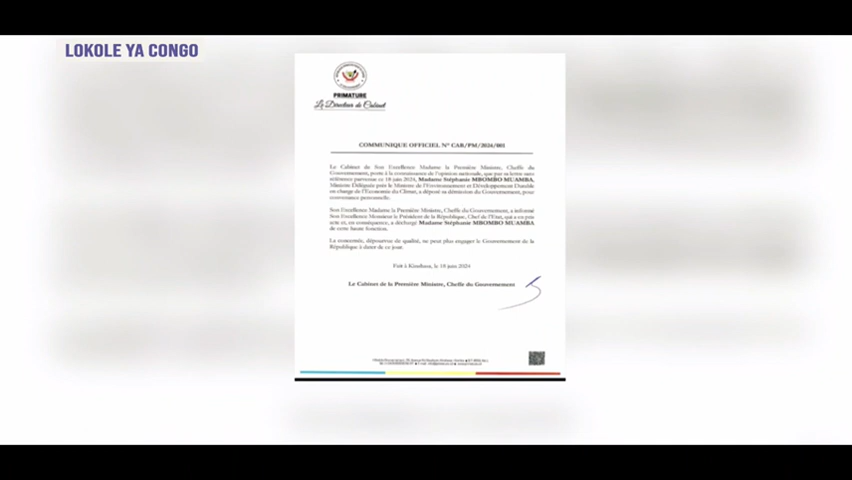 LOKOLE YA CONGO
PRIMATURE
Le Directeur de Cabinet
COMMUNIQUE OFFICIEL N° CAB/PM/2024/001
Le Cabinet de Son Excellence Madame la Première Ministre, Cheffe du
Gouvernement, porte à la connaissance de l'opinion nationale, que par sa lettre sans
référence parvenue ce 18 juin 2024, Madame Stéphanie MBOMBO MUAMBA,
Ministre Déléguée près le Ministre de l'Environnement et Développement Durable
en charge de l'Economie du Climat, a déposé sa démission du Gouvernement, pour
convenance personnelle.
Son Excellence Madame la Première Ministre, Cheffe du Gouvernement, a informé
Son Excellence Monsieur le Président de la République, Chef de l'Etat, qui a en pris
acte et, en conséquence, a déchargé Madame Stéphanie MBOMBO MUAMBA
de cette haute fonction.
La concernée, dépourvue de qualité, ne peut plus engager le Gouvernement de la
République à dater de ce jour.
Fait à Kinshasa, le 18 juin 2024
Le Cabinet de la Première Ministre, Cheffe du Gouvernement